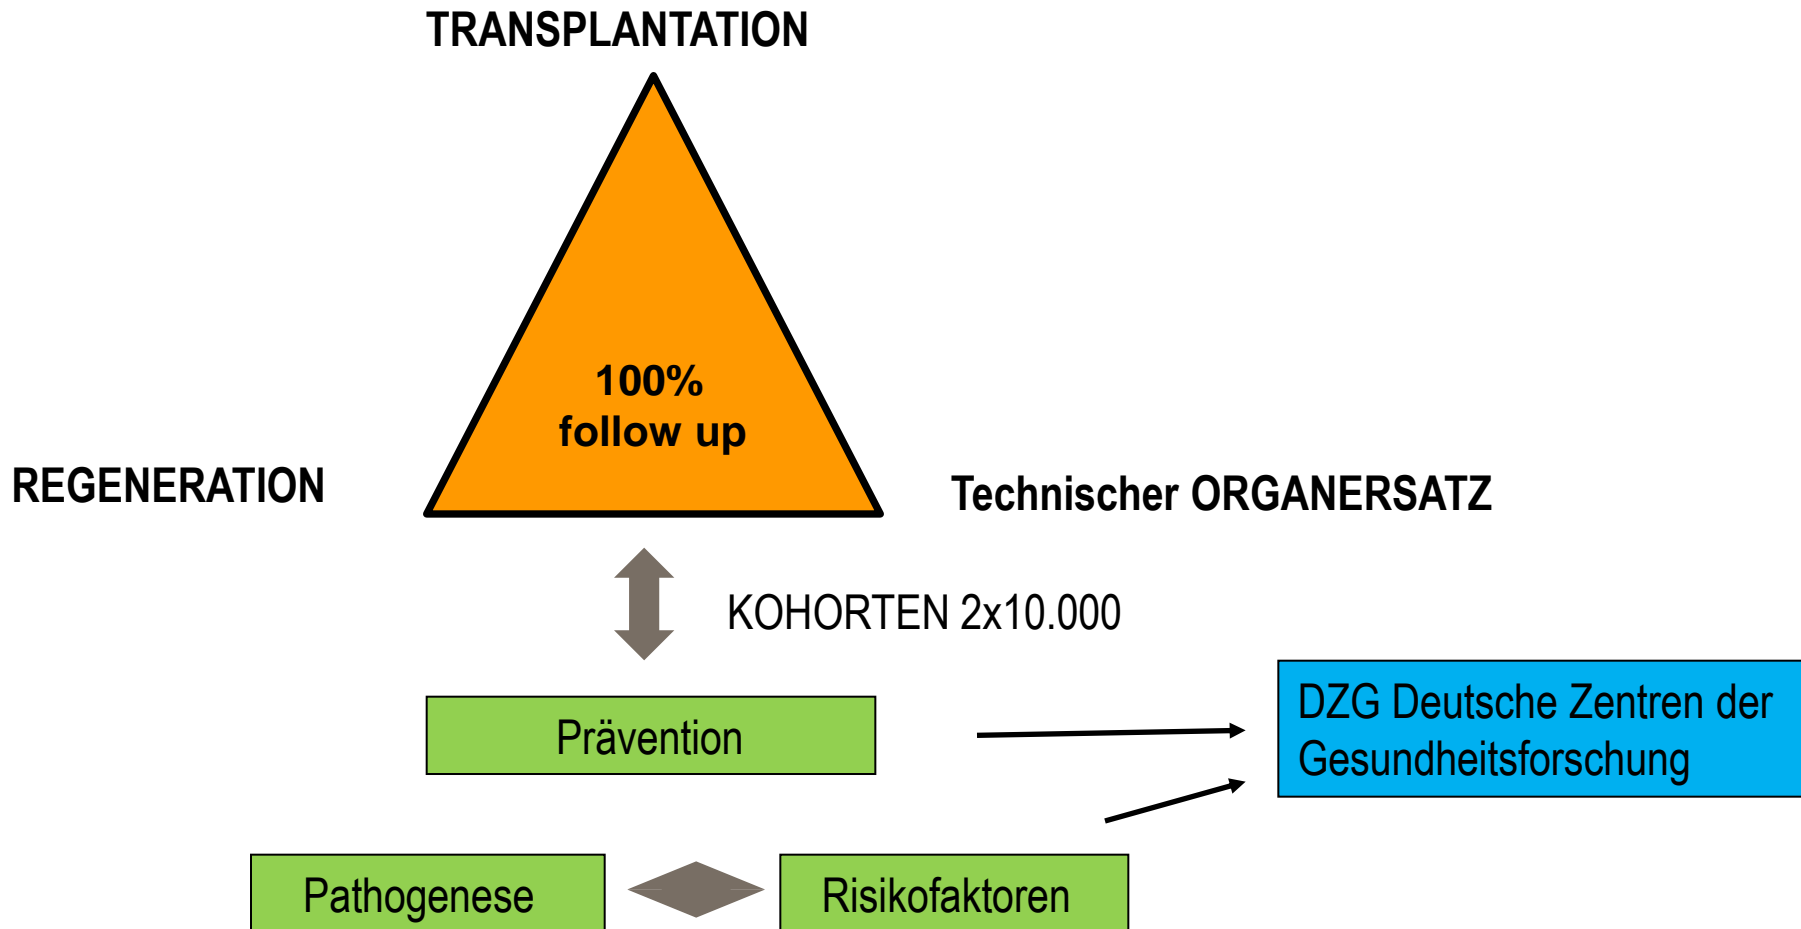 TRANSPLANTATION
100%
follow up
REGENERATION
Technischer ORGANERSATZ
KOHORTEN 2x10.000
Prävention
DZG Deutsche Zentren der
Gesundheitsforschung
Pathogenese
Risikofaktoren